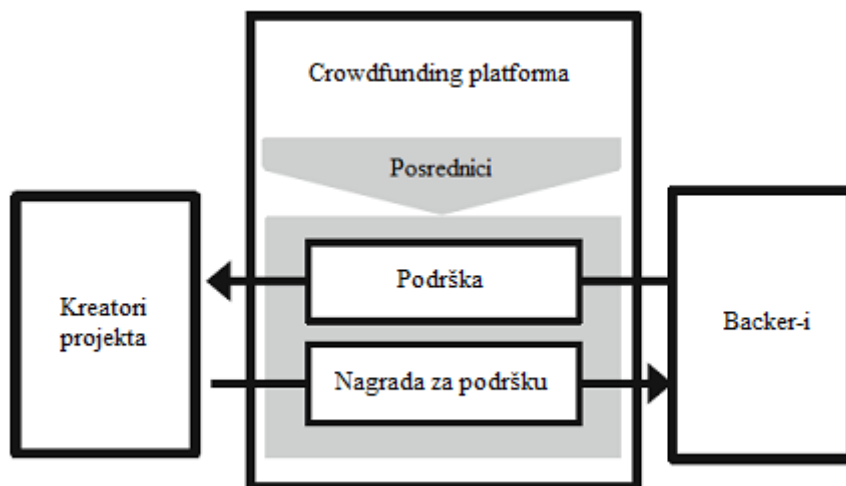 Crowdfunding platforma
Posrednici
Kreatori
projekta
Podrška
Nagrada za podršku
Backer-i